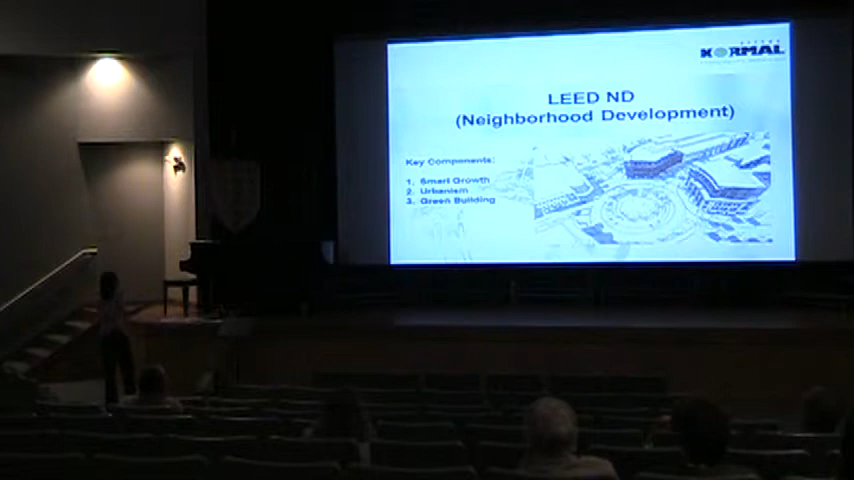 NORMAL
LEED ND
(Neighborhood Development)
Key Components:
1. Smart Growth
2. Urbanism
3. Green Building